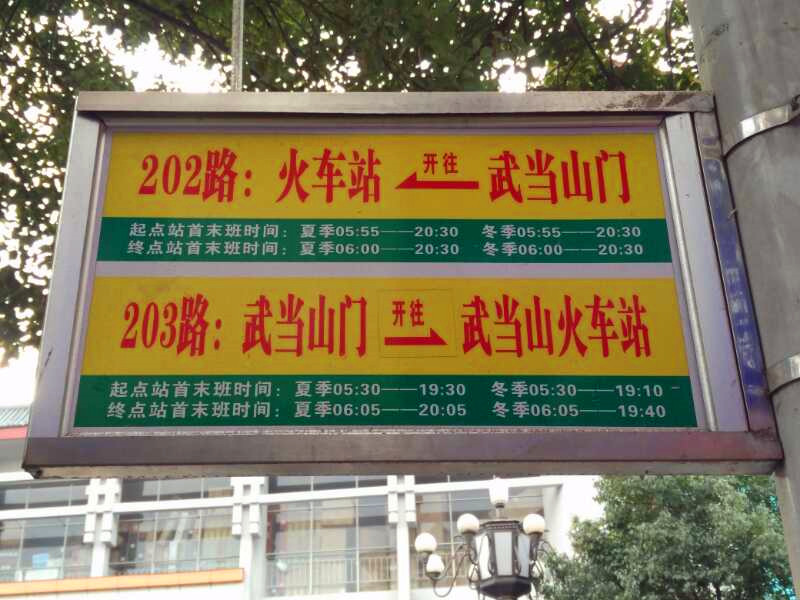 202路：火车站 开往 武当山门
起点站首末班时间：夏季05:55——20:30 冬季05:55——20:30
终点站首末班时间：夏季06:00——20:30 冬季06:00——20:30
203路：武当山门 开往 武当山火车站
起点站首末班时间：夏季05:30——19:30 冬季05:30——19:10
终点站首末班时间：夏季06:05——20:05 冬季06:05——19:40